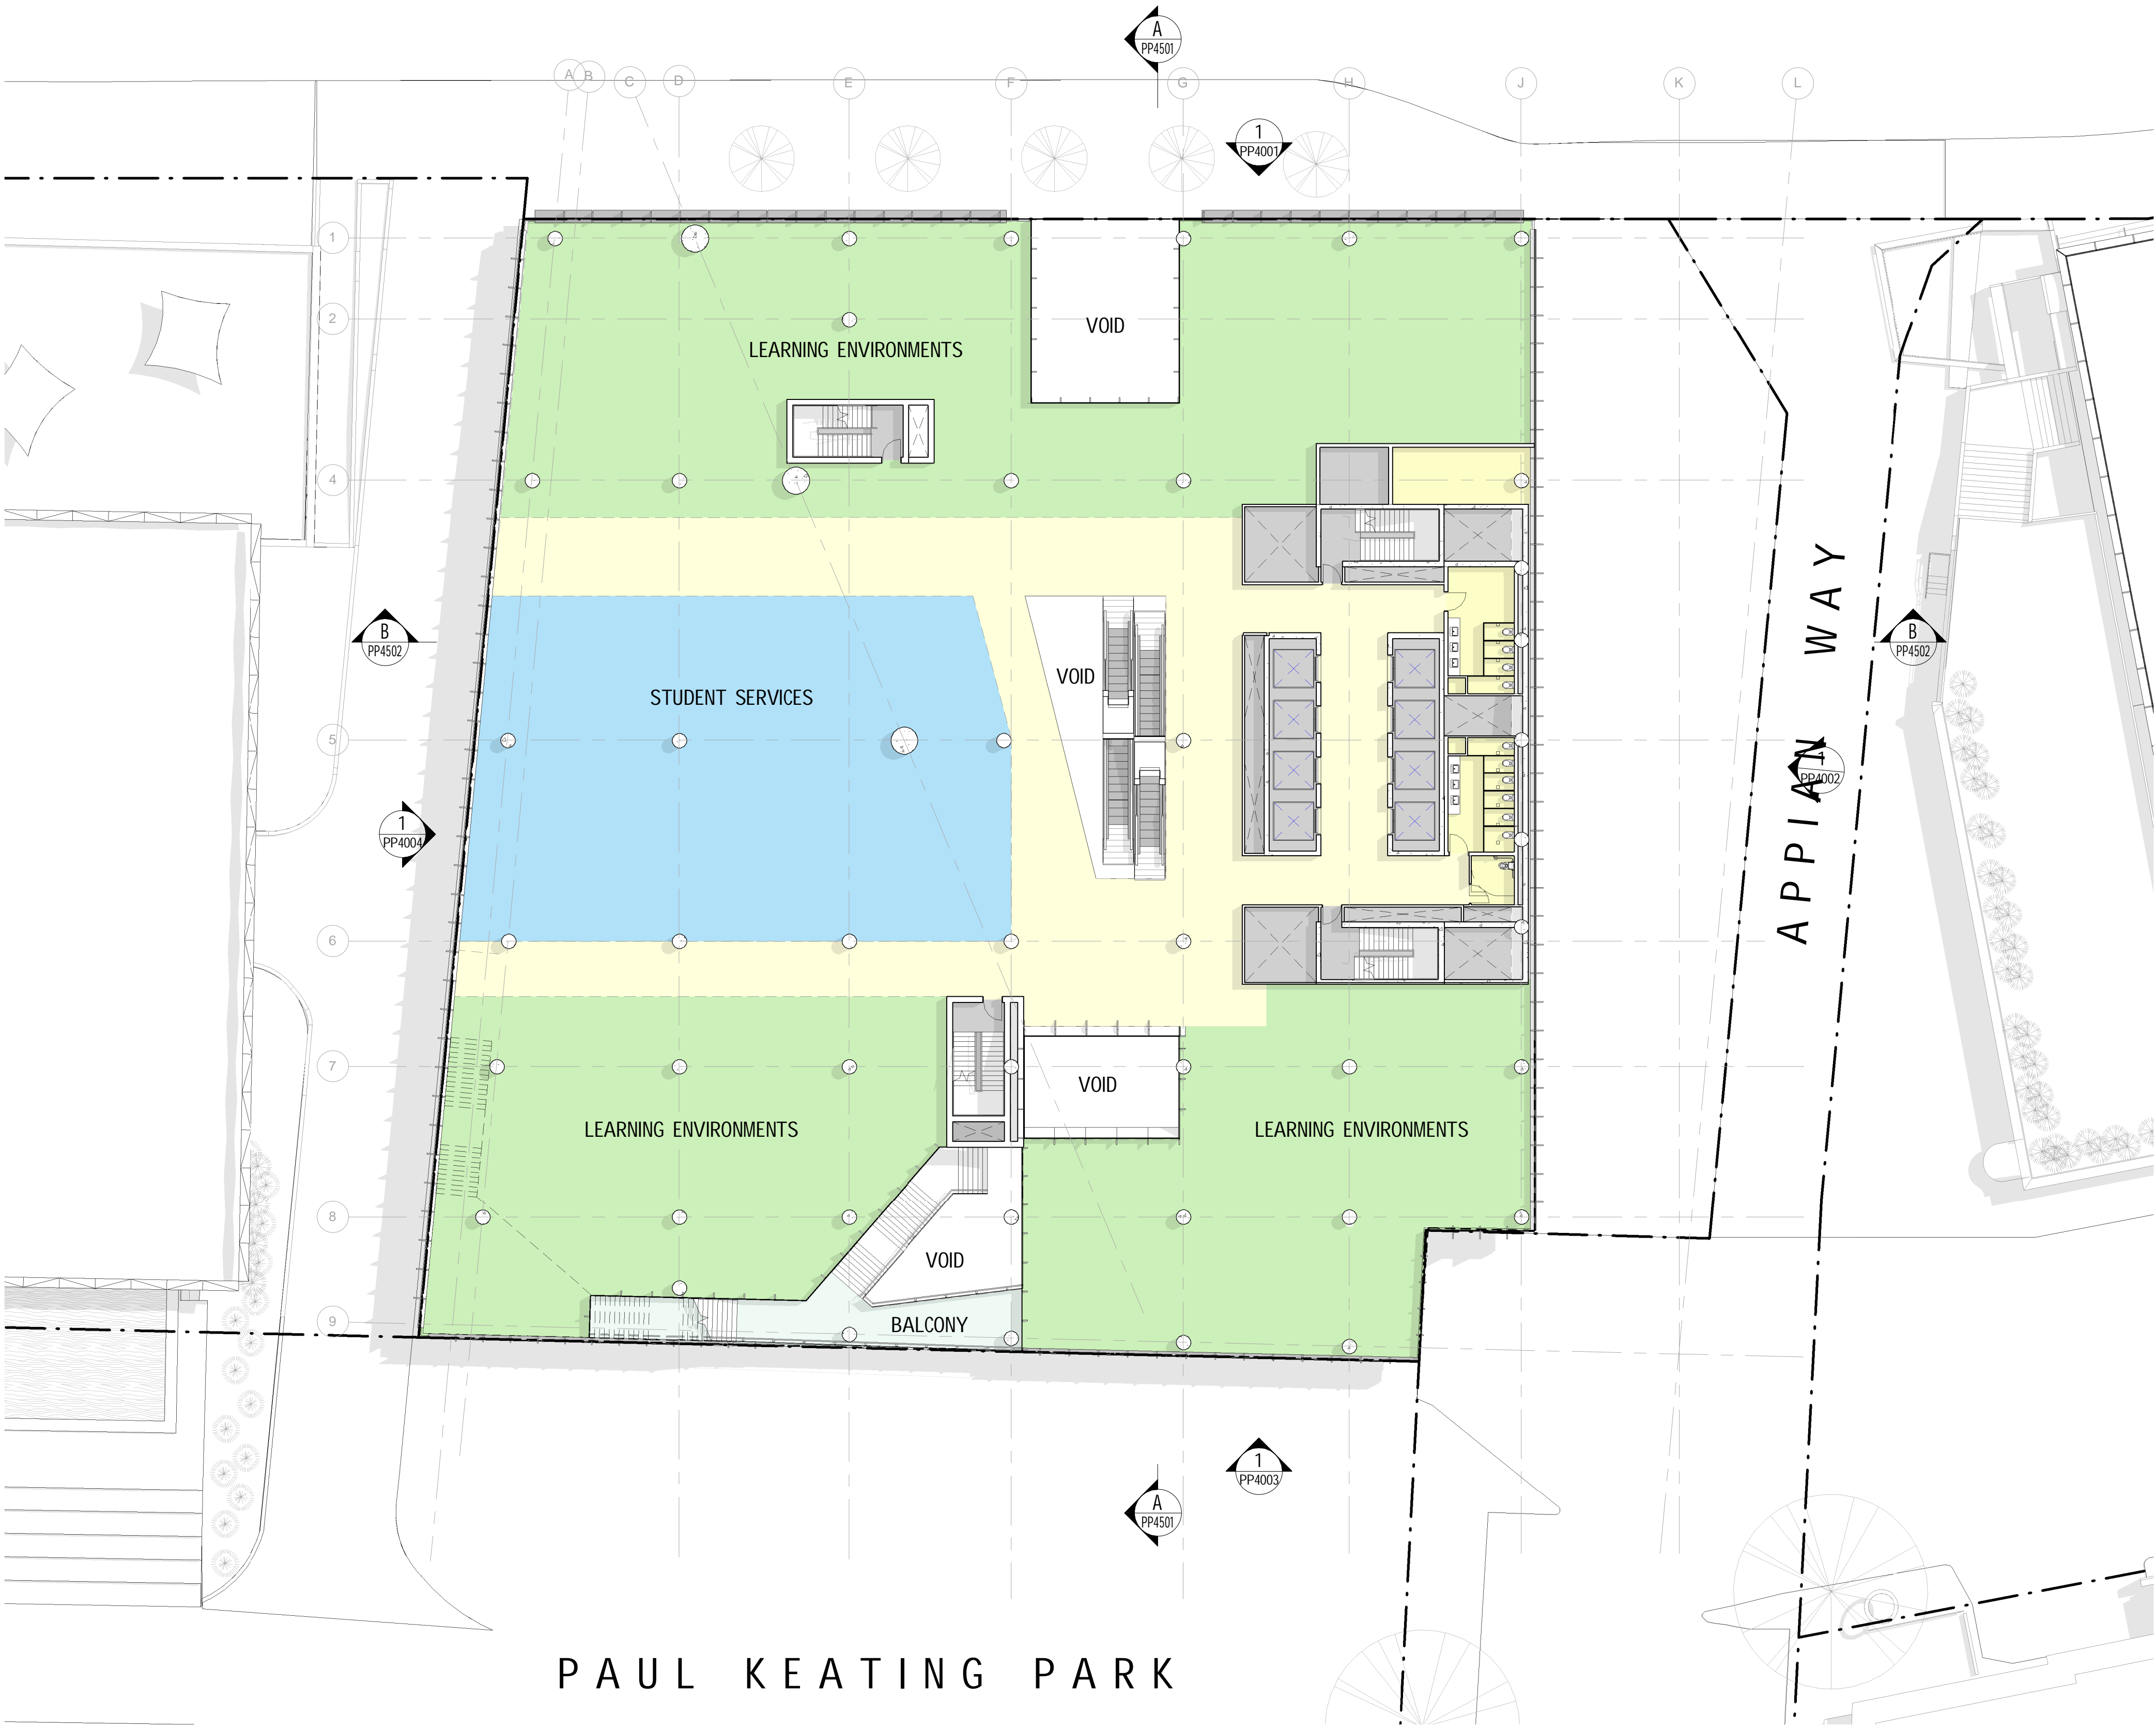 A
PP4501
A B C D E F G H J K L
1
PP4001
1
2
VOID
LEARNING ENVIRONMENTS
4
B
PP4502
B
PP4502
VOID
STUDENT SERVICES
5
1
PP4002
APPIAN WAY
1
PP4004
6
7
VOID
LEARNING ENVIRONMENTS
LEARNING ENVIRONMENTS
8
VOID
9
BALCONY
1
PP4003
A
PP4501
PAUL KEATING PARK